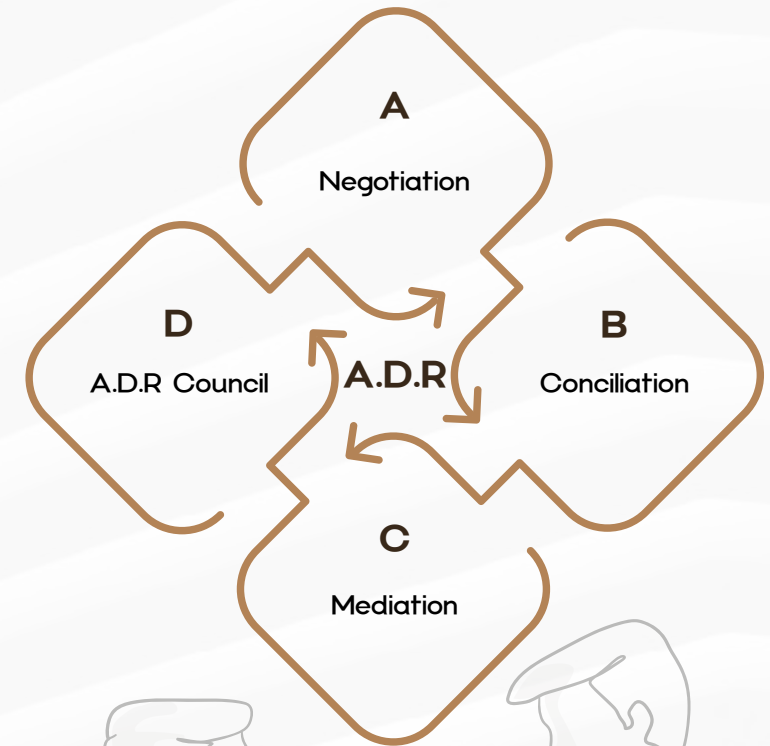 A
Negotiation
D
A.D.R Council
A.D.R
B
Conciliation
C
Mediation